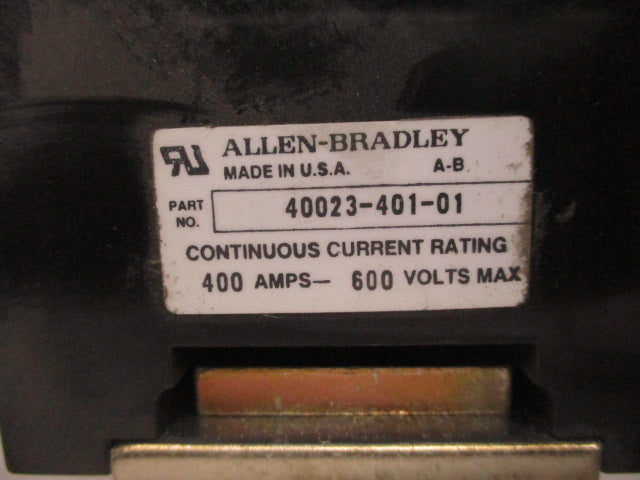 ALLEN-BRADLEY
MADE IN U.S.A. A-B
PART NO. 40023-401-01
CONTINUOUS CURRENT RATING
400 AMPS— 600 VOLTS MAX